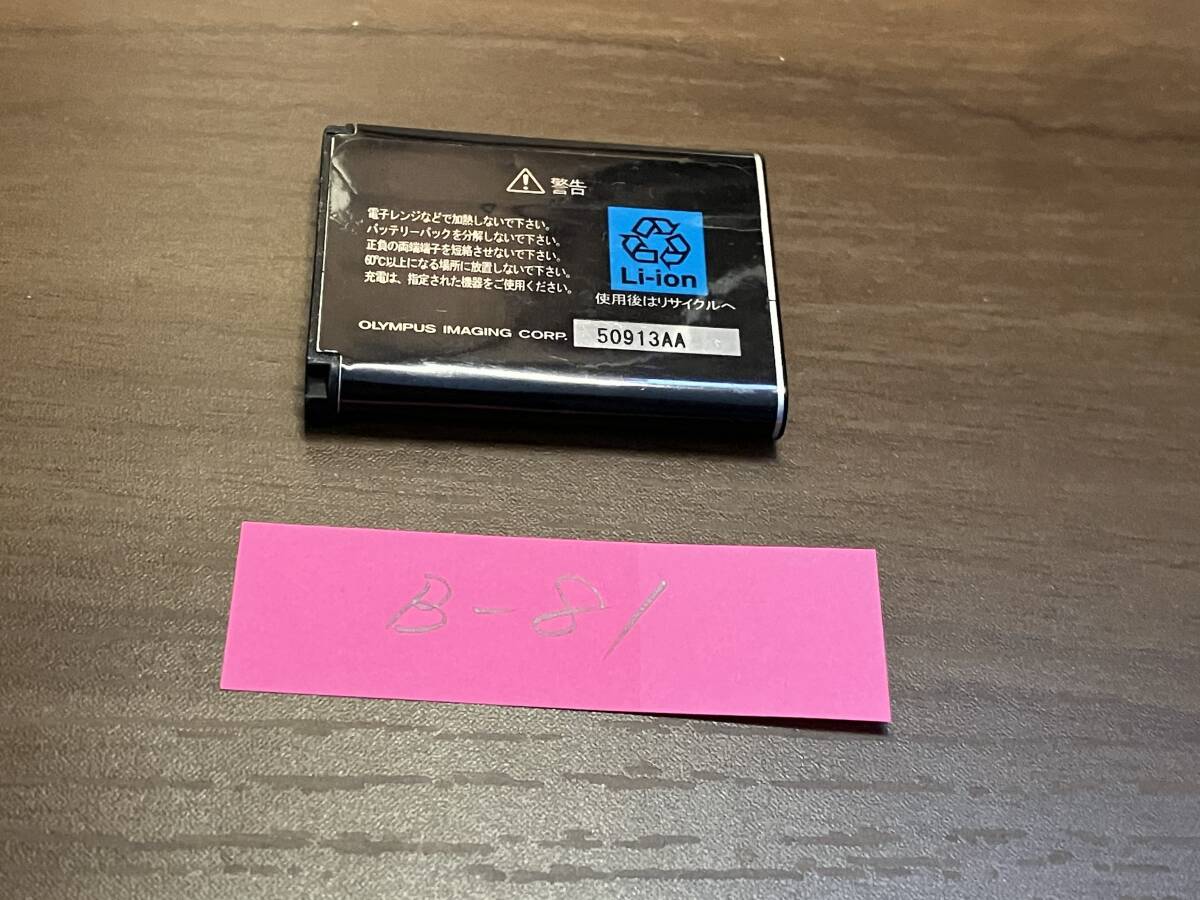 警告
電子レンジなどで加熱しないで下さい。
バッテリーパックを分解しないで下さい。
正負の両端端子を短絡させないで下さい。
60℃以上になる場所に放置しないで下さい。
充電は、指定された機器をご使用ください。
Li-ion
使用後はリサイクルへ
OLYMPUS IMAGING CORP. 50913AA
B-81